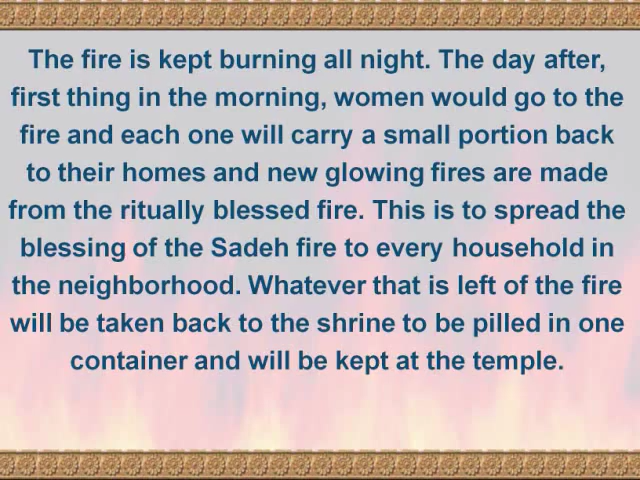 The fire is kept burning all night. The day after,
first thing in the morning, women would go to the
fire and each one will carry a small portion back
to their homes and new glowing fires are made
from the ritually blessed fire. This is to spread the
blessing of the Sadeh fire to every household in
the neighborhood. Whatever that is left of the fire
will be taken back to the shrine to be pilled in one
container and will be kept at the temple.